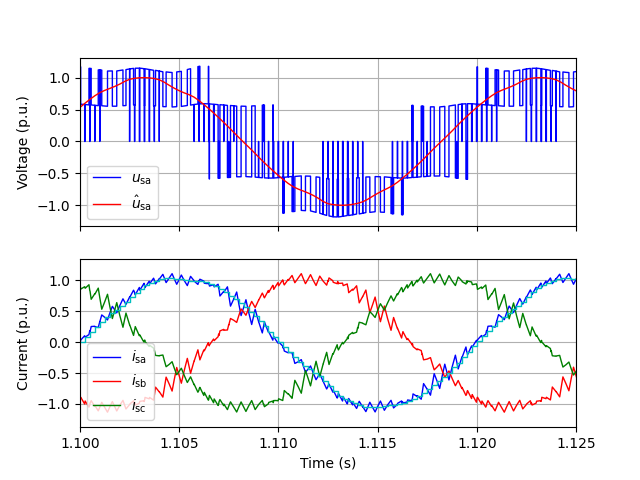 Voltage (p.u.)
1.0
0.5
0.0
−0.5
−1.0
u_sa
û_sa
Current (p.u.)
1.0
0.5
0.0
−0.5
−1.0
i_sa
i_sb
i_sc
1.100 1.105 1.110 1.115 1.120 1.125
Time (s)